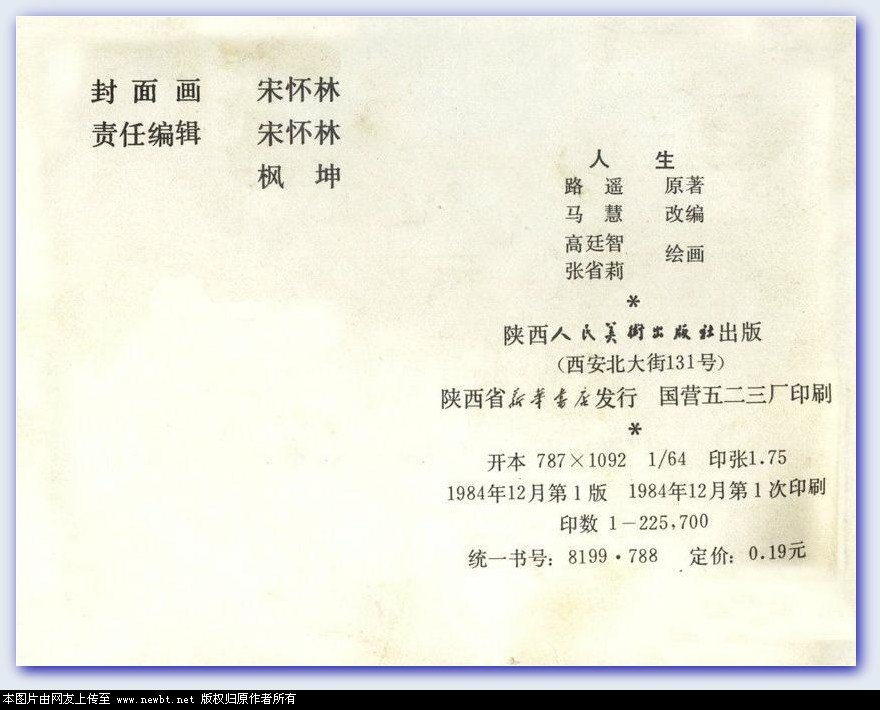 封面画 宋怀林
责任编辑 宋怀林
枫 坤
人 生
路 遥 原著
马 慧 改编
高廷智
绘画
张省莉
*
陕西人民美術出版社出版
(西安北大街131号)
陕西省新华书店发行 国营五二三厂印刷
*
开本 787×1092 1/64 印张1.75
1984年12月第1版 1984年12月第1次印刷
印数 1—225,700
统一书号：8199·788 定价：0.19元
本图片由网友上传至 www.newbt.net 版权归原作者所有